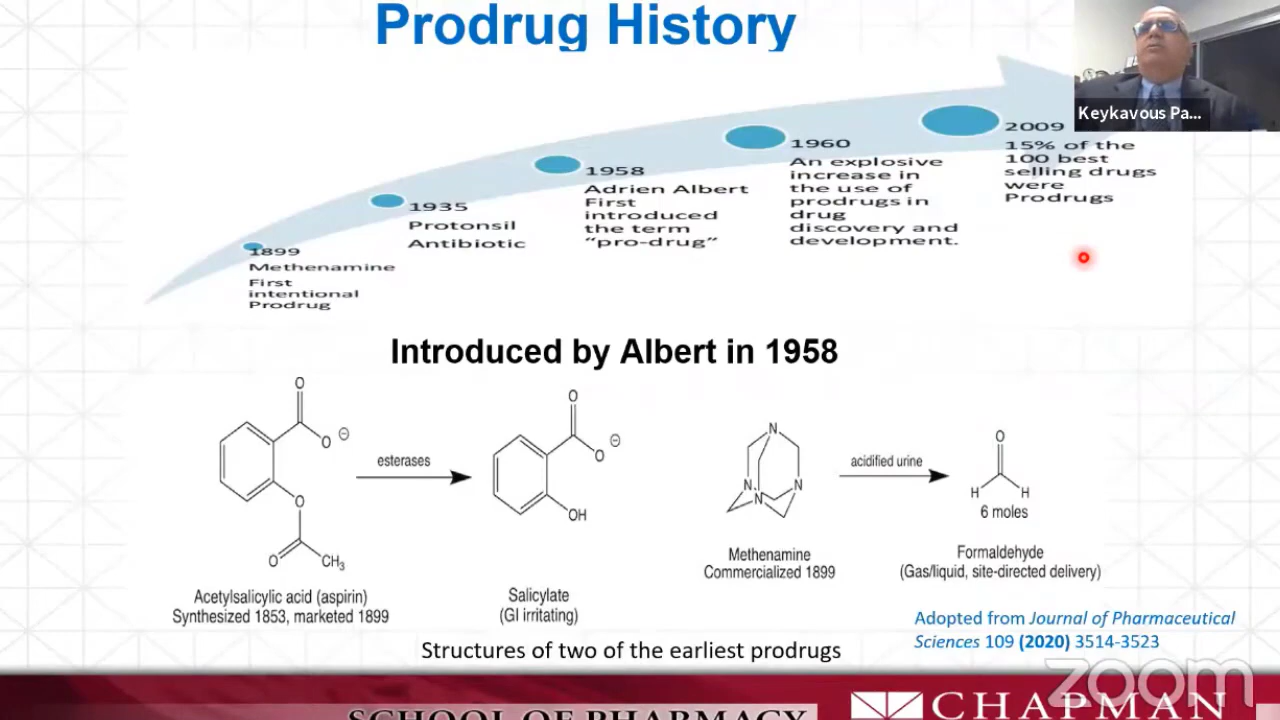 Prodrug History
Keykavous Pa...
1899
Methenamine
First
intentional
Prodrug
1935
Protonsil
Antibiotic
1958
Adrien Albert
First
introduced
the term
“pro-drug”
1960
An explosive
increase in
the use of
prodrugs in
drug
discovery and
development.
2009
15% of the
100 best
selling drugs
were
Prodrugs
Introduced by Albert in 1958
O
O
⊖
O
O
CH₃
esterases
O
O
⊖
OH
N
N
N
N
acidified urine
O
H
H
6 moles
Acetylsalicylic acid (aspirin)
Synthesized 1853, marketed 1899
Salicylate
(GI irritating)
Methenamine
Commercialized 1899
Formaldehyde
(Gas/liquid, site-directed delivery)
Structures of two of the earliest prodrugs
Adopted from Journal of Pharmaceutical
Sciences 109 (2020) 3514-3523
zoom
SCHOOL OF PHARMACY
CHAPMAN